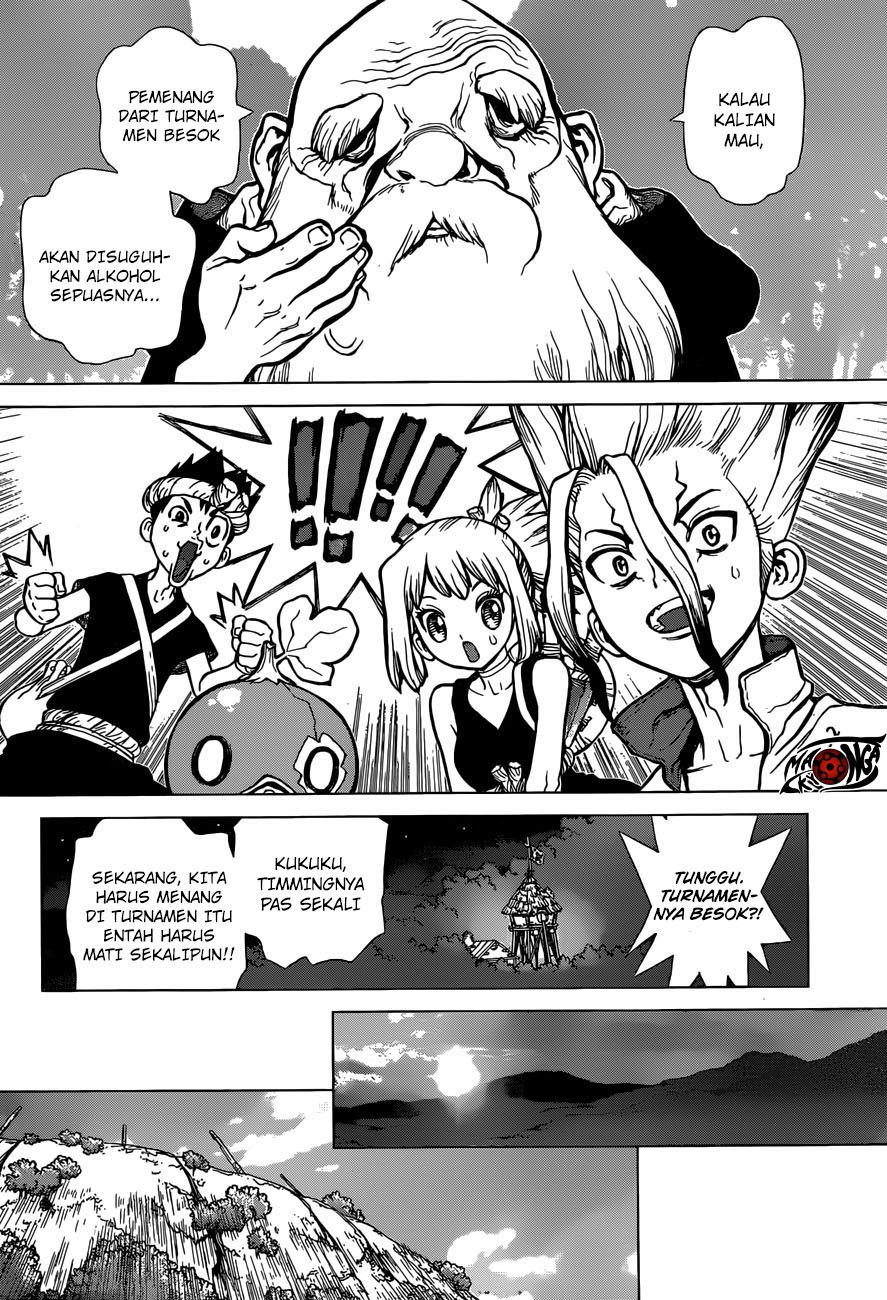 KALAU
KALIAN
MAU,
PEMENANG
DARI TURNA-
MEN BESOK
AKAN DISUGUH-
KAN ALKOHOL
SEPUASNYA...
!!!!
TUNGGU.
TURNAMEN-
NYA BESOK?!
KUKUKU,
TIMMINGNYA
PAS SEKALI
SEKARANG, KITA
HARUS MENANG
DI TURNAMEN ITU
ENTAH HARUS
MATI SEKALIPUN!!